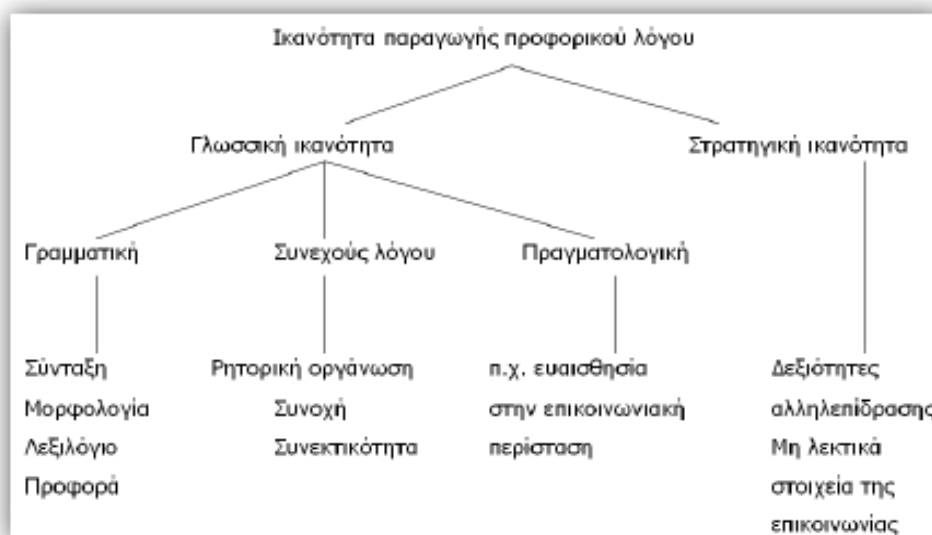 Ικανότητα παραγωγής προφορικού λόγου
Γλωσσική ικανότητα
Στρατηγική ικανότητα
Γραμματική
Συνεχούς λόγου
Πραγματολογική
Σύνταξη
Μορφολογία
Λεξιλόγιο
Προφορά
Ρητορική οργάνωση
Συνοχή
Συνεκτικότητα
π.χ. ευαισθησία
στην επικοινωνιακή
περίσταση
Δεξιότητες
αλληλεπίδρασης
Μη λεκτικά
στοιχεία της
επικοινωνίας